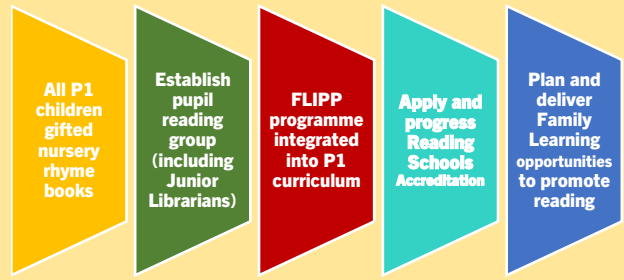 All P1
children
gifted
nursery
rhyme
books
Establish
pupil
reading
group
(including
Junior
Librarians)
FLIPP
programme
integrated
into P1
curriculum
Apply and
progress
Reading
Schools
Accreditation
Plan and
deliver
Family
Learning
opportunities
to promote
reading